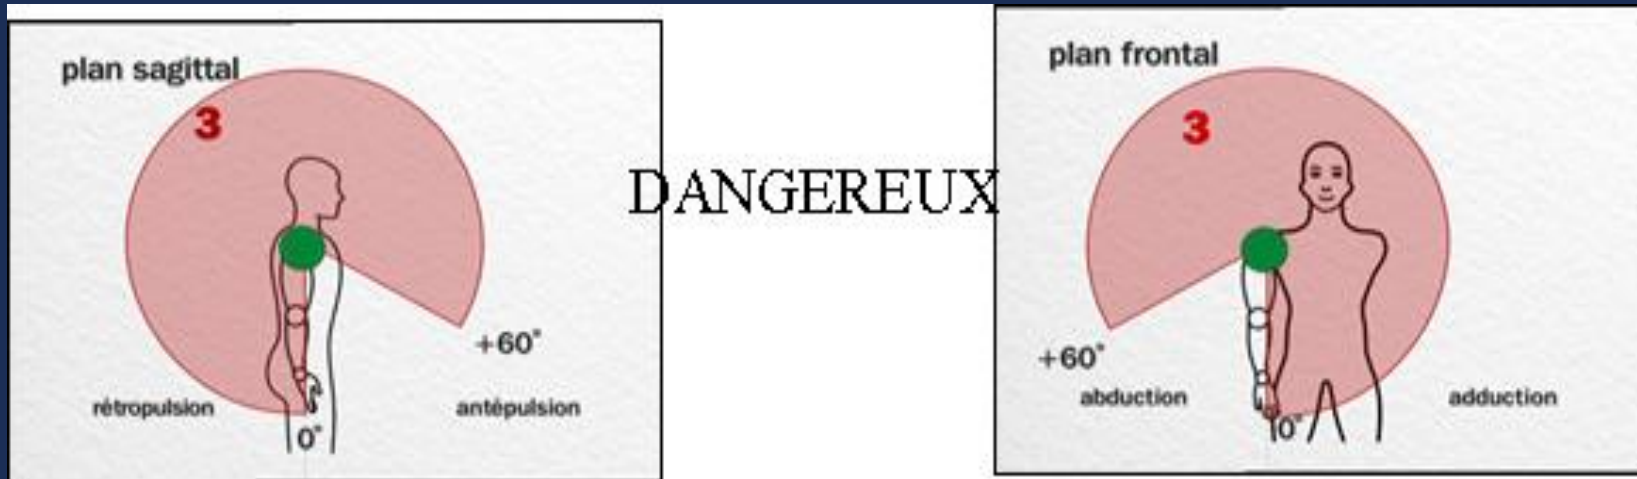 plan sagittal
3
+60°
rétropulsion
antépulsion
0°
DANGEREUX
plan frontal
3
+60°
abduction
adduction
0°